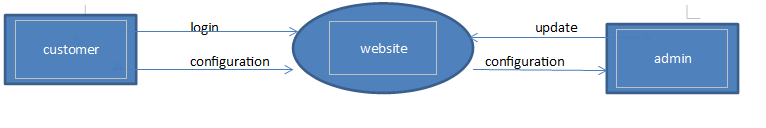 login
update
customer
website
admin
configuration
configuration